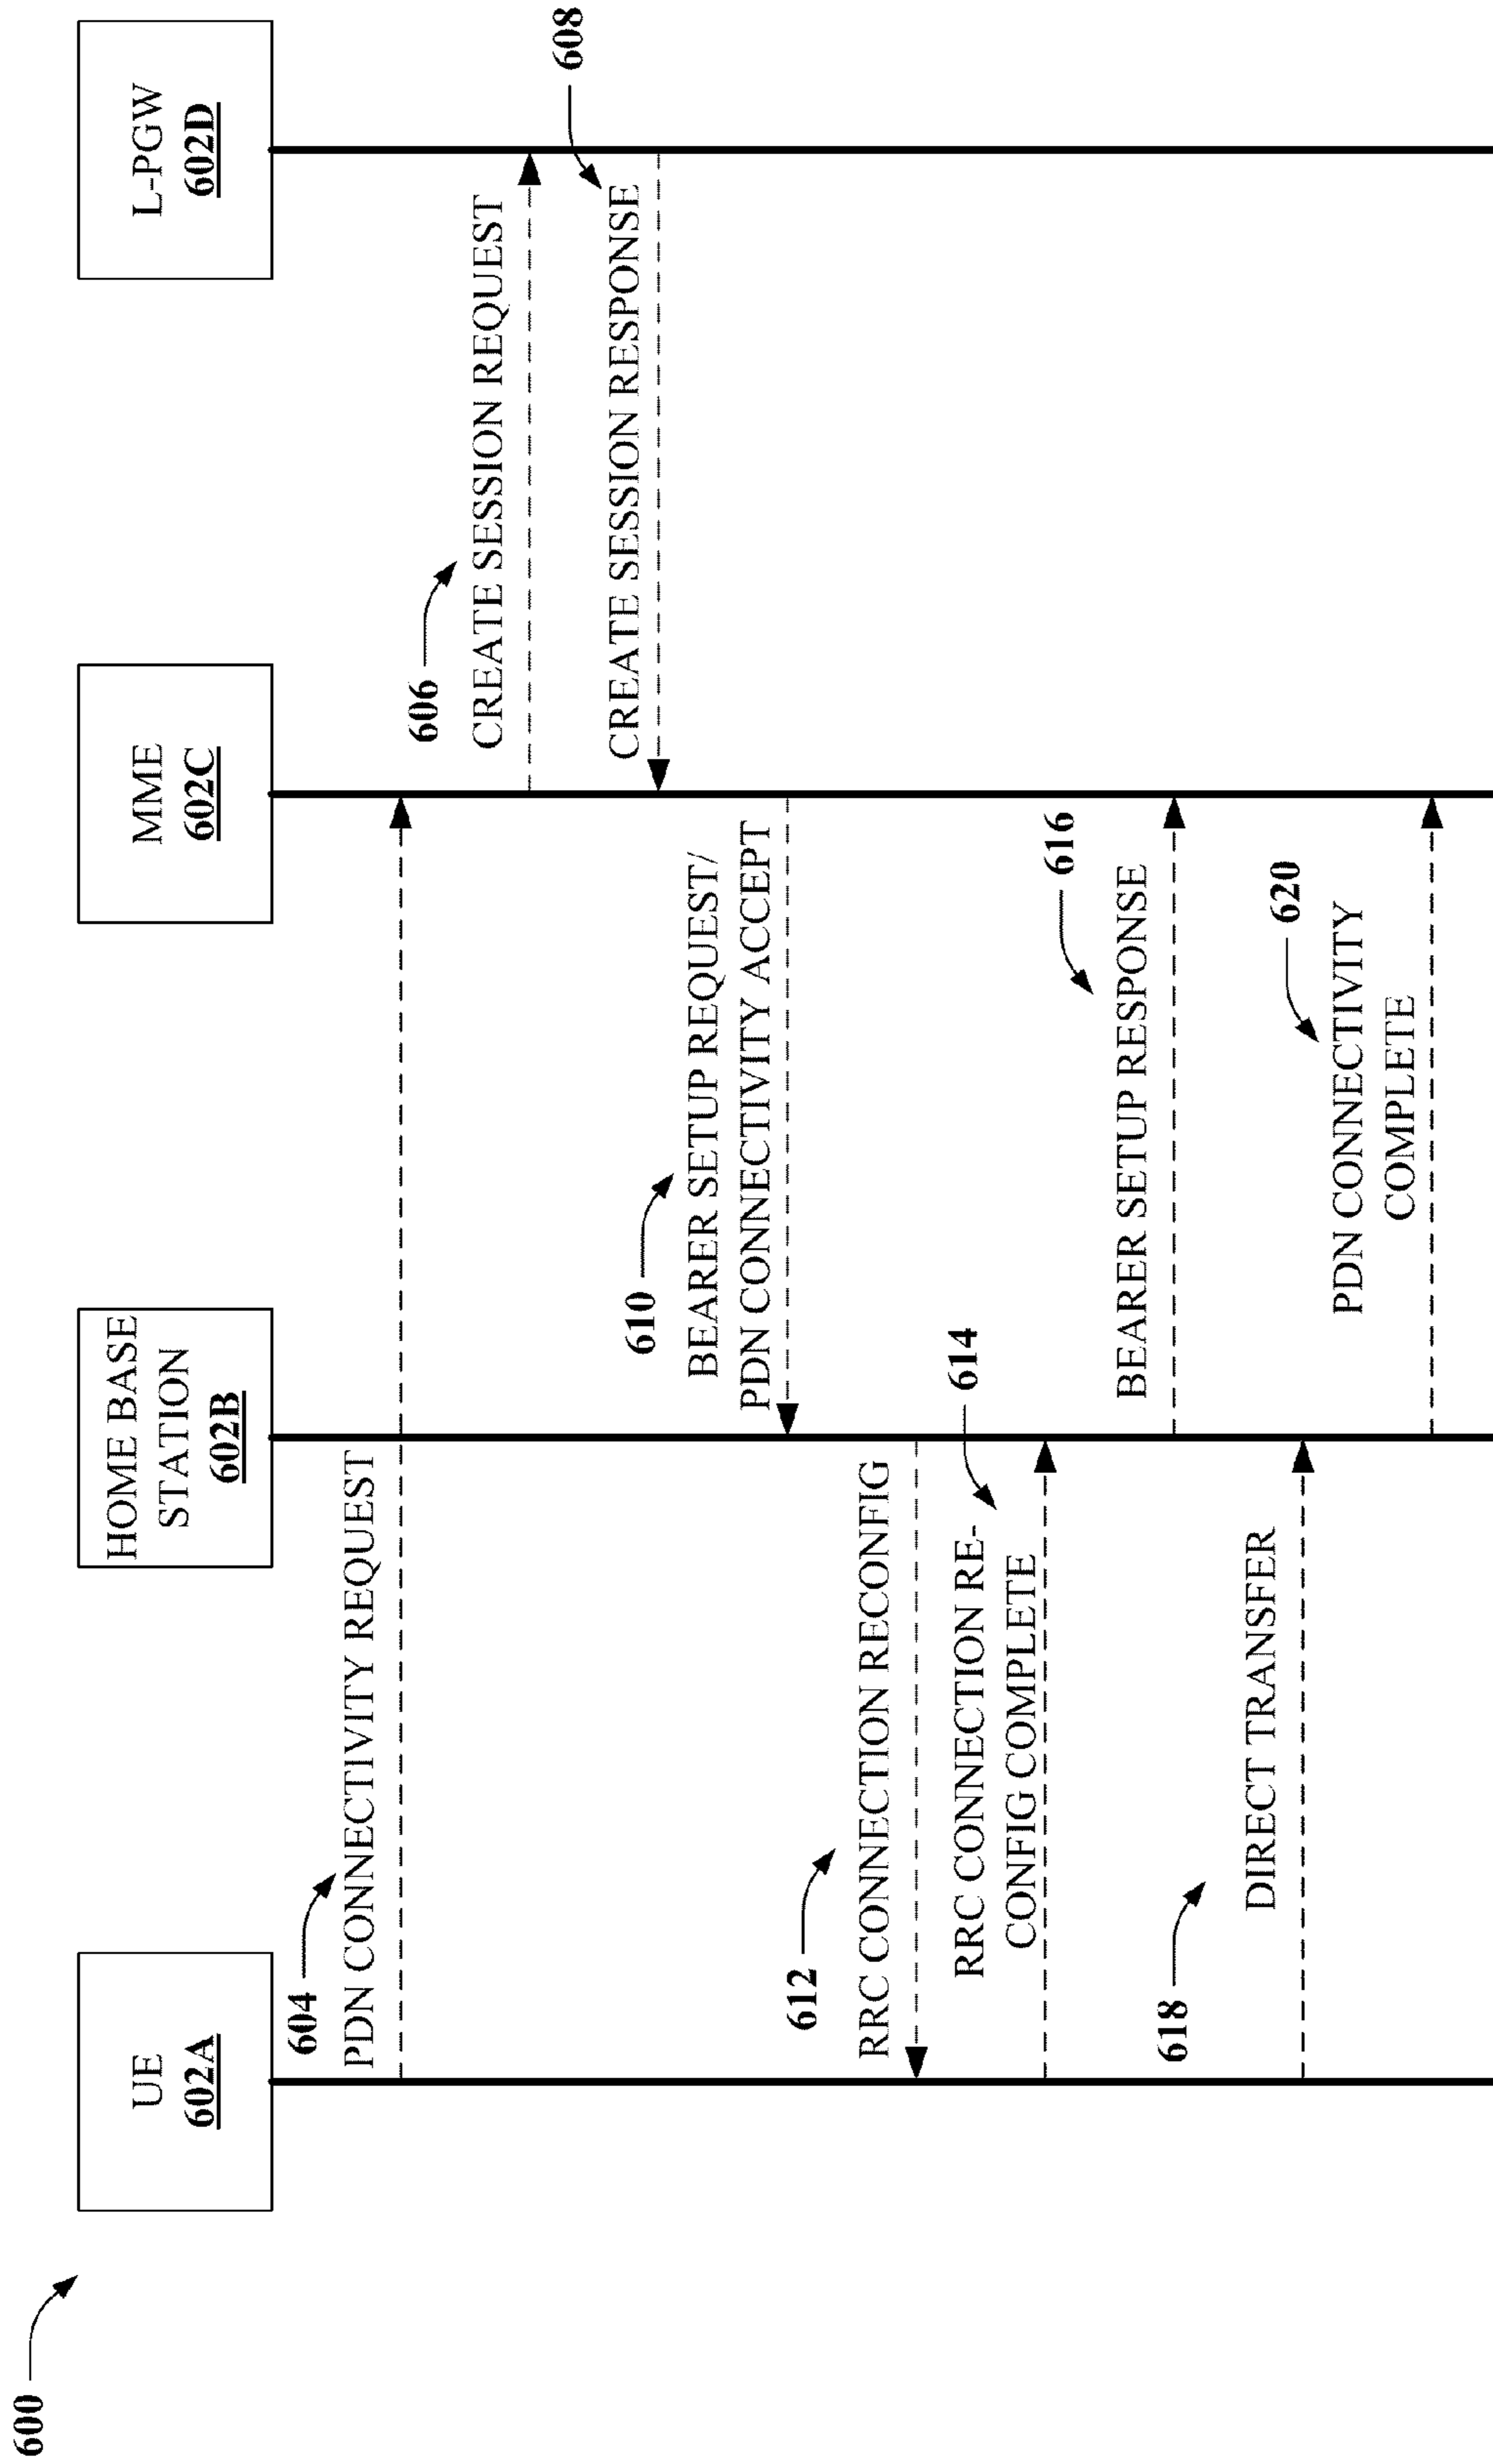 600
UE
602A
HOME BASE
STATION
602B
MME
602C
L-PGW
602D
604
PDN CONNECTIVITY REQUEST
606
CREATE SESSION REQUEST
608
CREATE SESSION RESPONSE
610
BEARER SETUP REQUEST/
PDN CONNECTIVITY ACCEPT
612
RRC CONNECTION RECONFIG
614
RRC CONNECTION RE-
CONFIG COMPLETE
616
BEARER SETUP RESPONSE
618
DIRECT TRANSFER
620
PDN CONNECTIVITY
COMPLETE